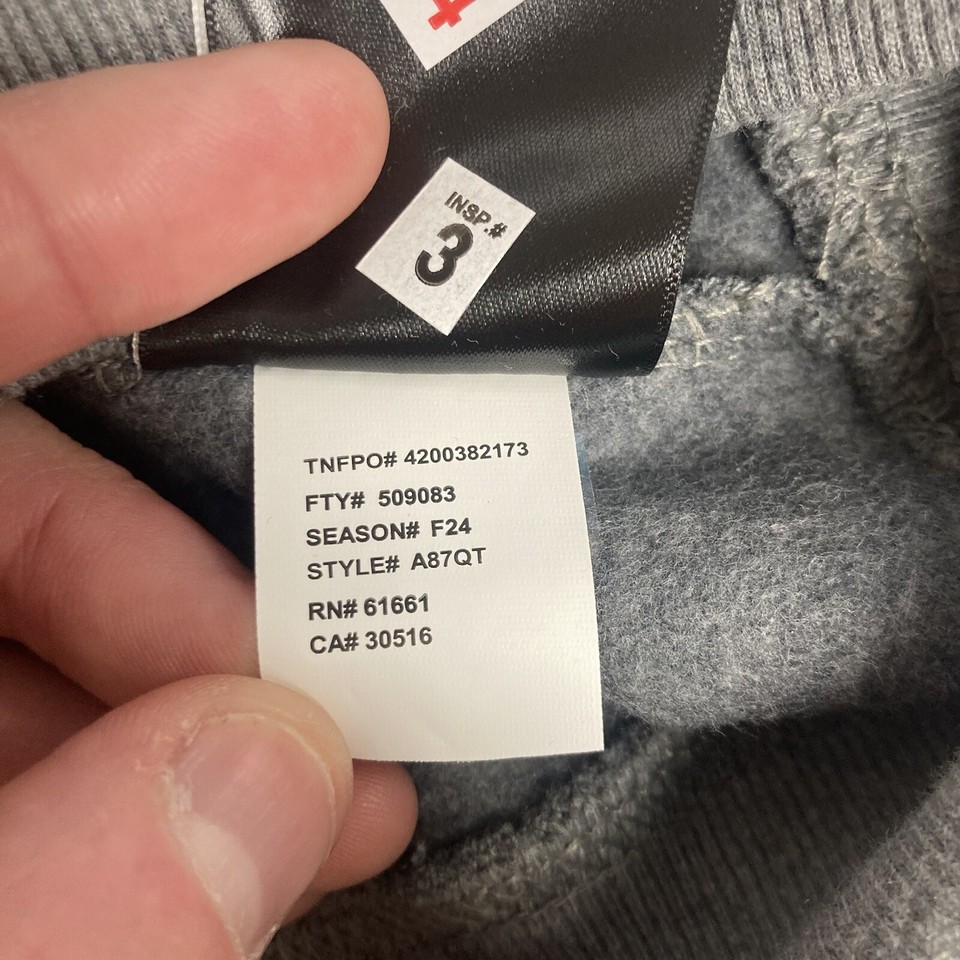 INSP.#
3
TNFPO# 4200382173
FTY# 509083
SEASON# F24
STYLE# A87QT
RN# 61661
CA# 30516